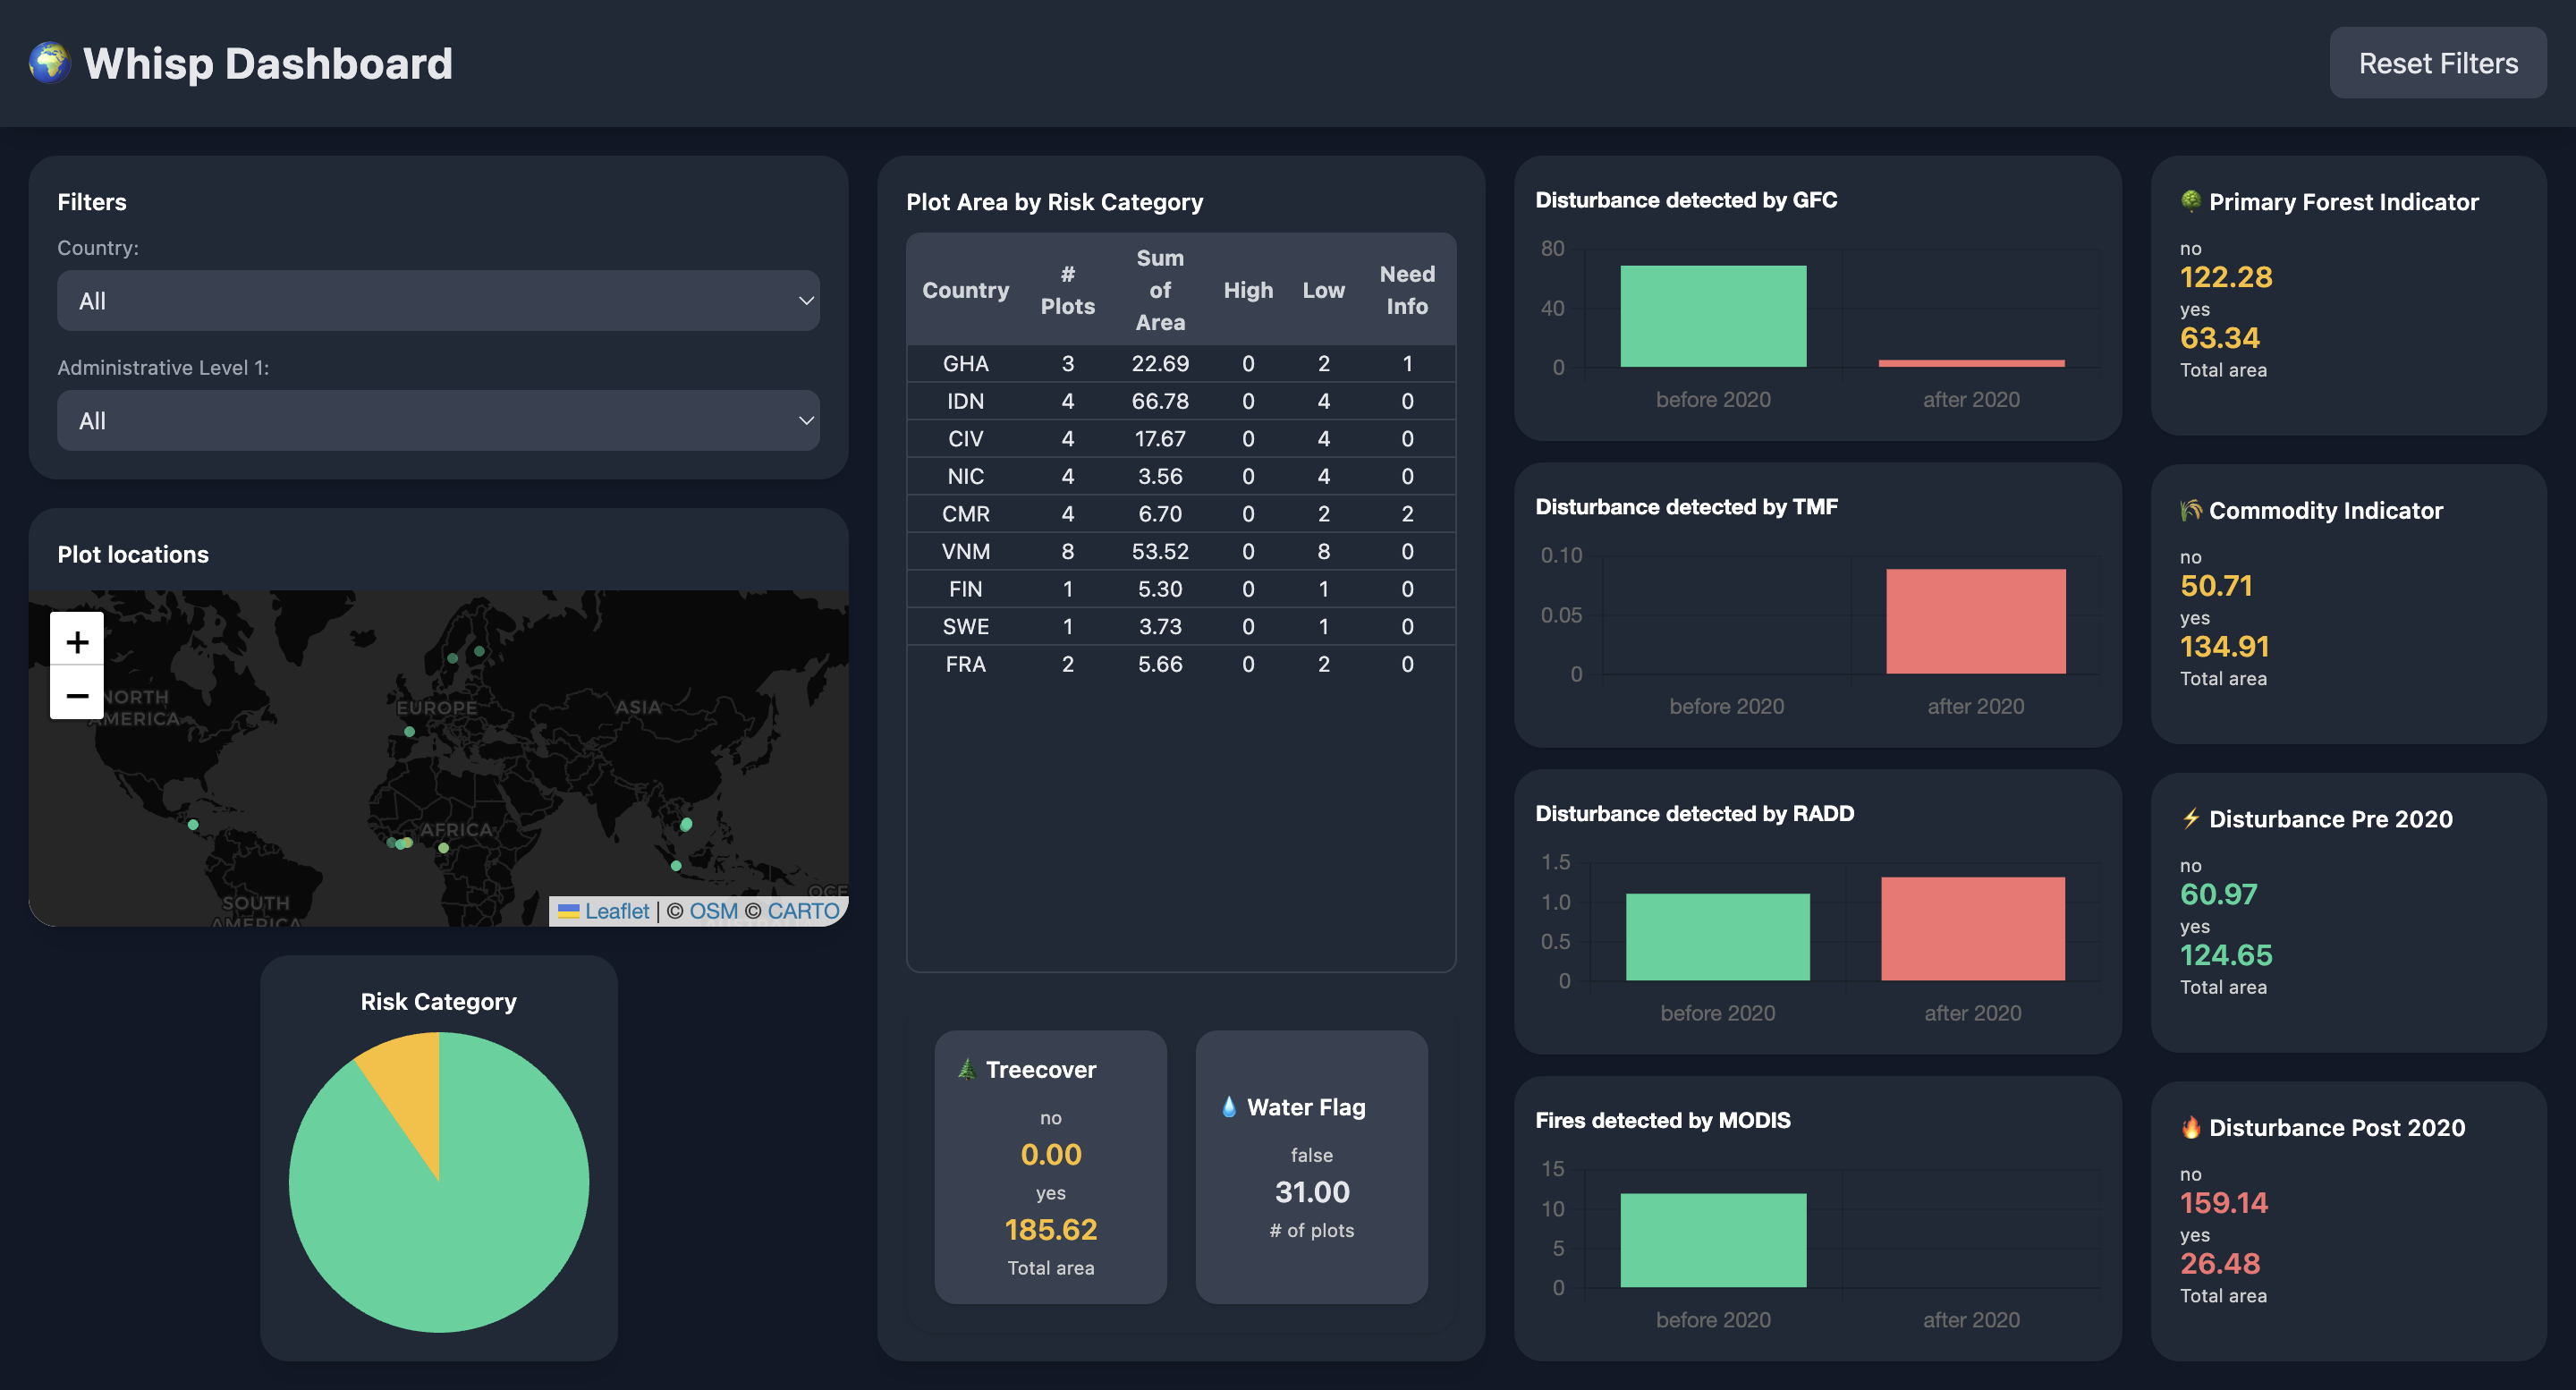 Whisp Dashboard
Reset Filters
Filters
Country:
All
Administrative Level 1:
All
Plot locations
+
−
NORTH
AMERICA
EUROPE
ASIA
AFRICA
SOUTH
AMERICA
OCE
Leaflet | © OSM © CARTO
Risk Category
Plot Area by Risk Category
Country # Plots Sum of Area High Low Need Info
GHA 3 22.69 0 2 1
IDN 4 66.78 0 4 0
CIV 4 17.67 0 4 0
NIC 4 3.56 0 4 0
CMR 4 6.70 0 2 2
VNM 8 53.52 0 8 0
FIN 1 5.30 0 1 0
SWE 1 3.73 0 1 0
FRA 2 5.66 0 2 0
Treecover
no
0.00
yes
185.62
Total area
Water Flag
false
31.00
# of plots
Disturbance detected by GFC
80
40
0
before 2020 after 2020
Disturbance detected by TMF
0.10
0.05
0
before 2020 after 2020
Disturbance detected by RADD
1.5
1.0
0.5
0
before 2020 after 2020
Fires detected by MODIS
15
10
5
0
before 2020 after 2020
Primary Forest Indicator
no
122.28
yes
63.34
Total area
Commodity Indicator
no
50.71
yes
134.91
Total area
Disturbance Pre 2020
no
60.97
yes
124.65
Total area
Disturbance Post 2020
no
159.14
yes
26.48
Total area